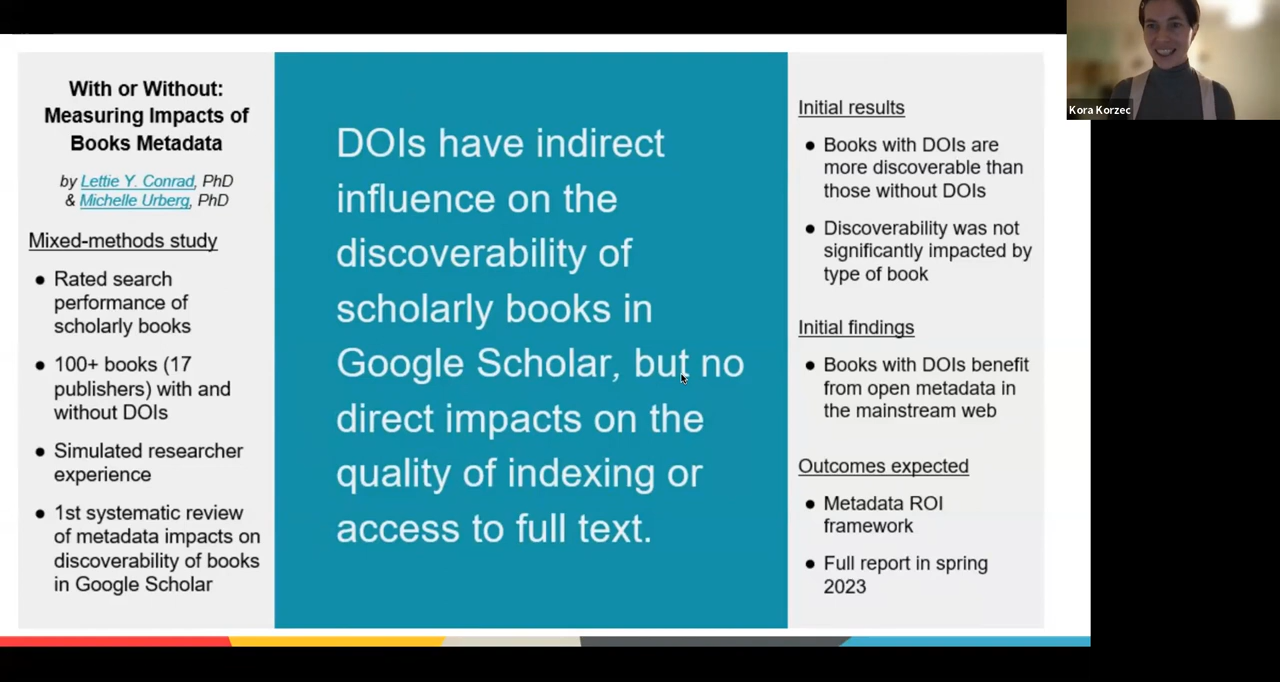 With or Without:
Measuring Impacts of
Books Metadata
by Lettie Y. Conrad, PhD
& Michelle Urberg, PhD
Mixed-methods study
● Rated search
performance of
scholarly books
● 100+ books (17
publishers) with and
without DOIs
● Simulated researcher
experience
● 1st systematic review
of metadata impacts on
discoverability of books
in Google Scholar
DOIs have indirect
influence on the
discoverability of
scholarly books in
Google Scholar, but no
direct impacts on the
quality of indexing or
access to full text.
Initial results
● Books with DOIs are
more discoverable than
those without DOIs
● Discoverability was not
significantly impacted by
type of book
Initial findings
● Books with DOIs benefit
from open metadata in
the mainstream web
Outcomes expected
● Metadata ROI
framework
● Full report in spring
2023
Kora Korzec